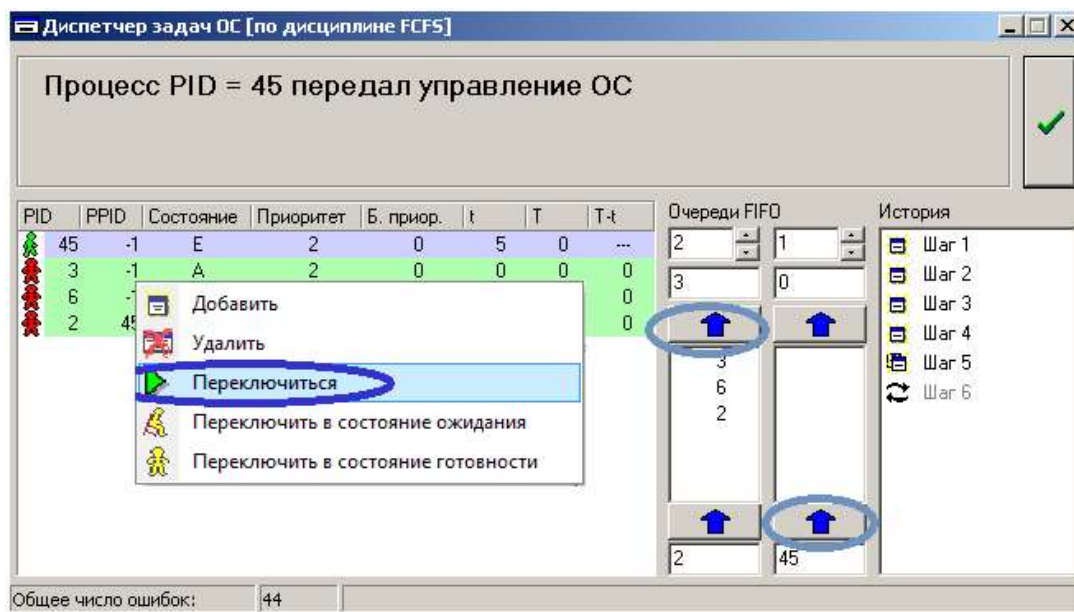 Диспетчер задач ОС [по дисциплине FCFS]
Процесс PID = 45 передал управление ОС
PID PPID Состояние Приоритет Б. приор. t T T-t
45 -1 E 2 0 5 0 ---
3 -1 A 2 0 0 0 0
6 0
2 0
Добавить
Удалить
Переключиться
Переключить в состояние ожидания
Переключить в состояние готовности
Очереди FIFO
2 1
3 0
3
6
2
2 45
История
Шаг 1
Шаг 2
Шаг 3
Шаг 4
Шаг 5
Шаг 6
Общее число ошибок: 44